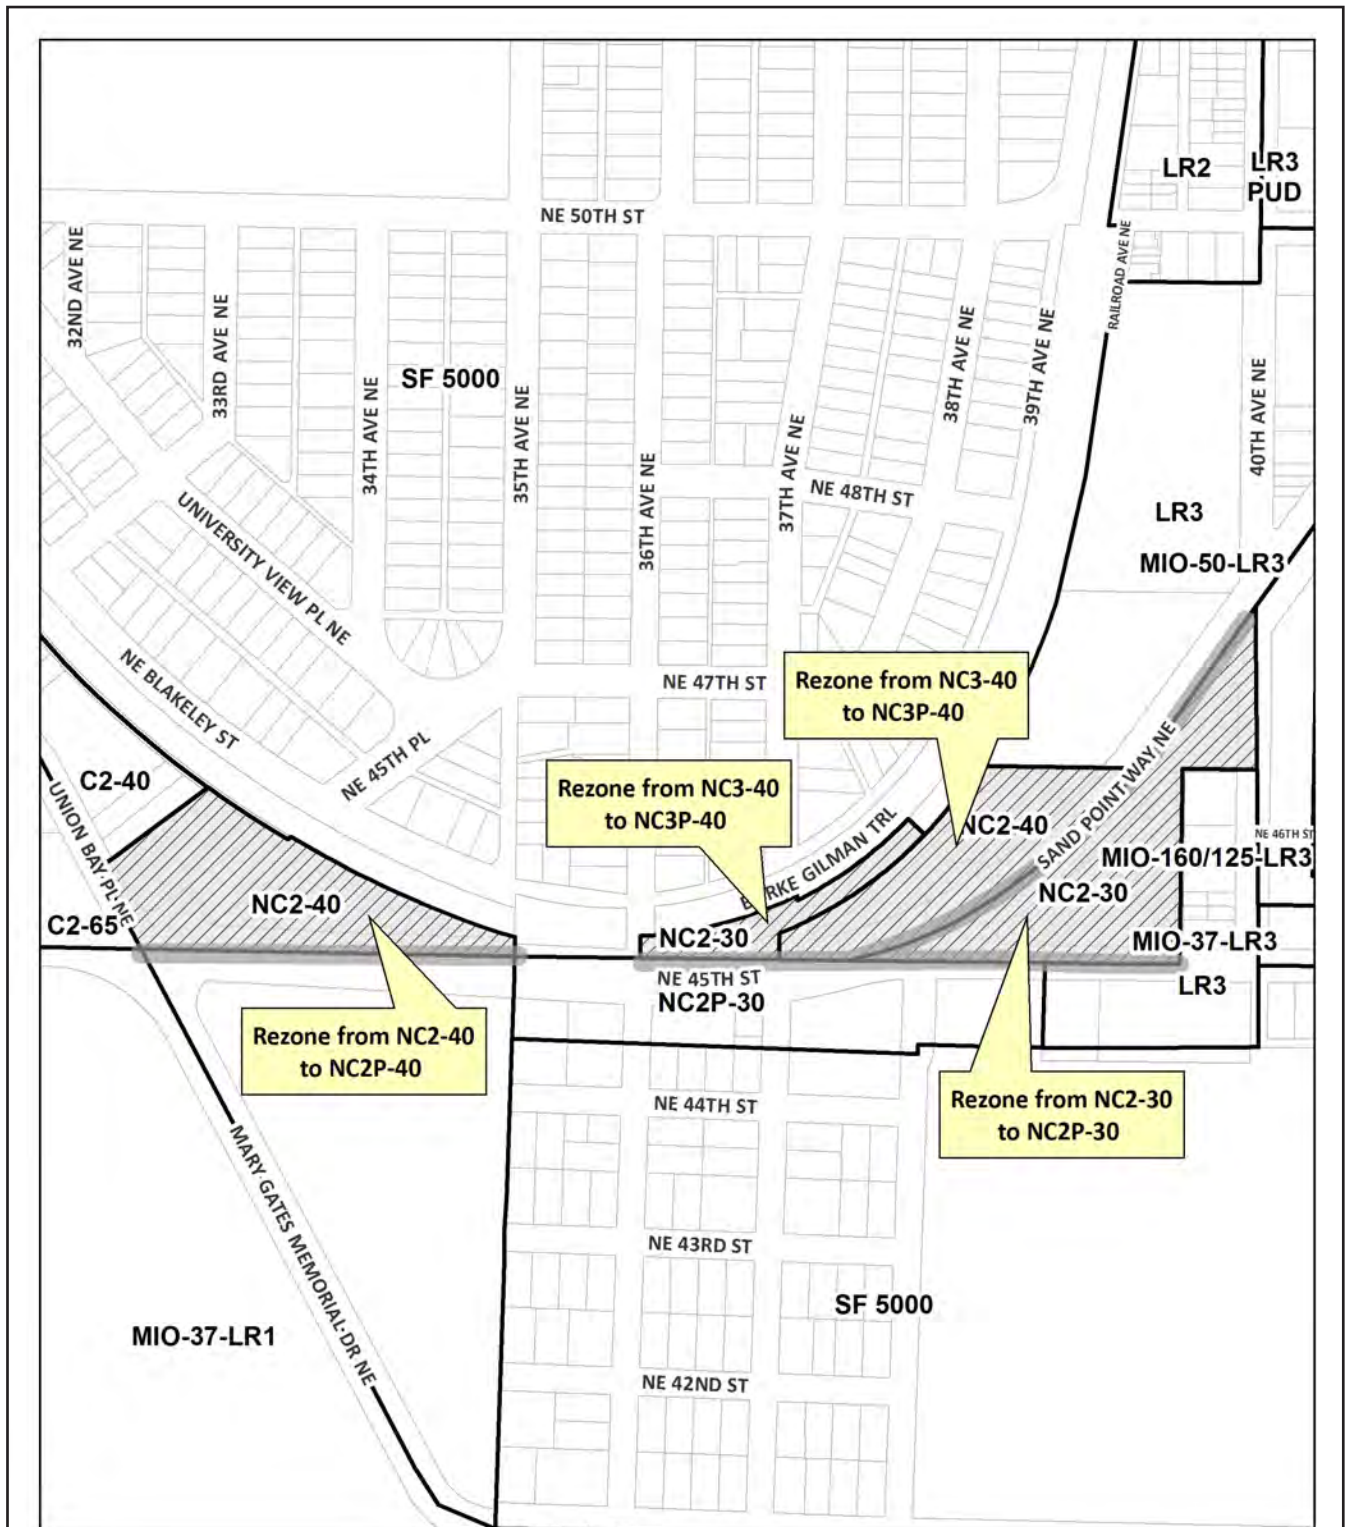 LR2
LR3
PUD
NE 50TH ST
32ND AVE NE
33RD AVE NE
34TH AVE NE
SF 5000
35TH AVE NE
36TH AVE NE
37TH AVE NE
38TH AVE NE
39TH AVE NE
RAILROAD AVE NE
40TH AVE NE
NE 48TH ST
LR3
MIO-50-LR3
UNIVERSITY VIEW PL NE
NE BLAKELEY ST
NE 45TH PL
NE 47TH ST
Rezone from NC3-40
to NC3P-40
Rezone from NC3-40
to NC3P-40
C2-40
UNION BAY PL NE
SAND POINT WAY NE
NC2-40
NE 46TH ST
MIO-160/125-LR3
GILMAN TRL
NC2-40
NC2-30
C2-65
NC2-30
MIO-37-LR3
NE 45TH ST
NC2P-30
LR3
Rezone from NC2-40
to NC2P-40
Rezone from NC2-30
to NC2P-30
NE 44TH ST
MARY GATES MEMORIAL DR NE
NE 43RD ST
SF 5000
MIO-37-LR1
NE 42ND ST